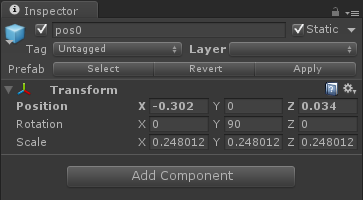 Inspector
pos0 Static
Tag Untagged Layer
Prefab Select Revert Apply
Transform
Position X -0.302 Y 0 Z 0.034
Rotation X 0 Y 90 Z 0
Scale X 0.248012 Y 0.248012 Z 0.248012
Add Component